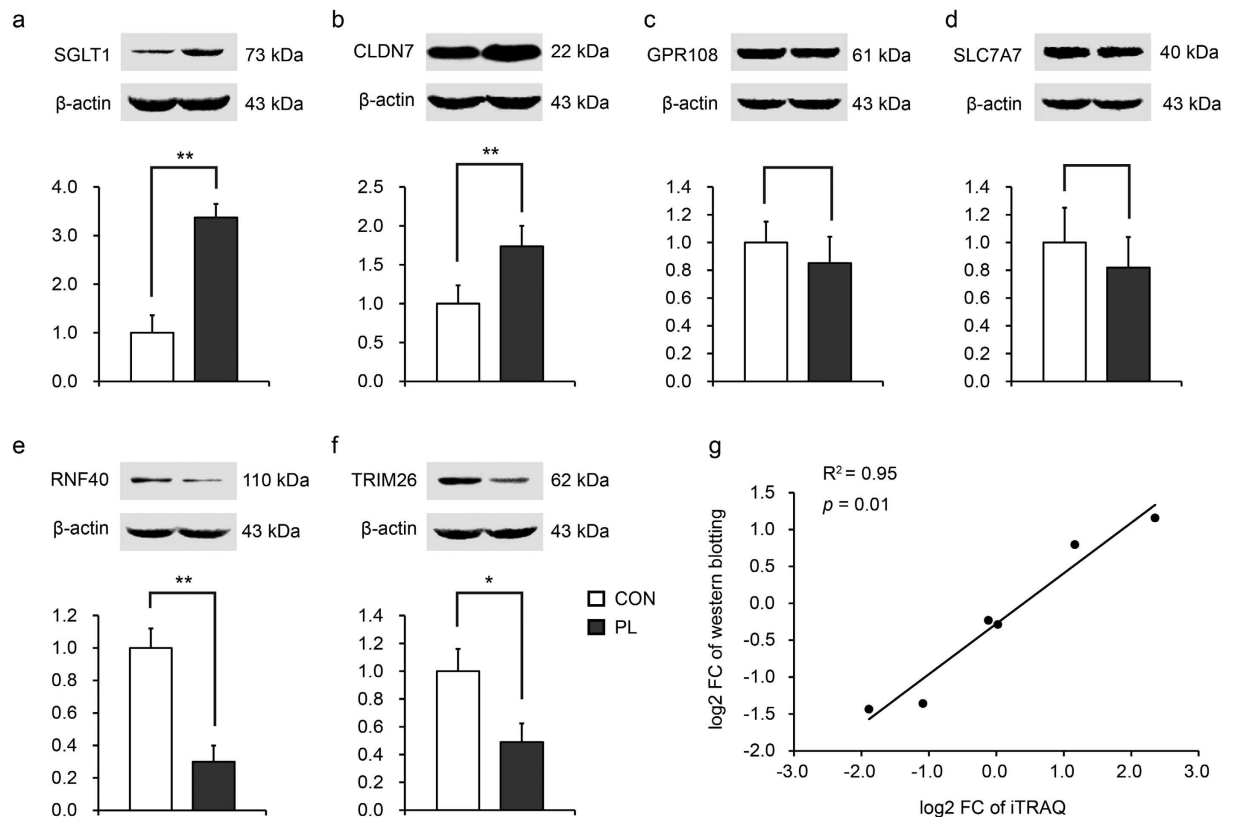 a
SGLT1
73 kDa
β-actin
43 kDa
**
4.0
3.0
2.0
1.0
0.0
b
CLDN7
22 kDa
β-actin
43 kDa
**
2.5
2.0
1.5
1.0
0.5
0.0
c
GPR108
61 kDa
β-actin
43 kDa
1.4
1.2
1.0
0.8
0.6
0.4
0.2
0.0
d
SLC7A7
40 kDa
β-actin
43 kDa
1.4
1.2
1.0
0.8
0.6
0.4
0.2
0.0
e
RNF40
110 kDa
β-actin
43 kDa
**
1.2
1.0
0.8
0.6
0.4
0.2
0.0
f
TRIM26
62 kDa
β-actin
43 kDa
*
1.4
1.2
1.0
0.8
0.6
0.4
0.2
0.0
CON
PL
g
R² = 0.95
p = 0.01
log2 FC of western blotting
1.5
1.0
0.5
0.0
-0.5
-1.0
-1.5
-2.0
-3.0 -2.0 -1.0 0.0 1.0 2.0 3.0
log2 FC of iTRAQ